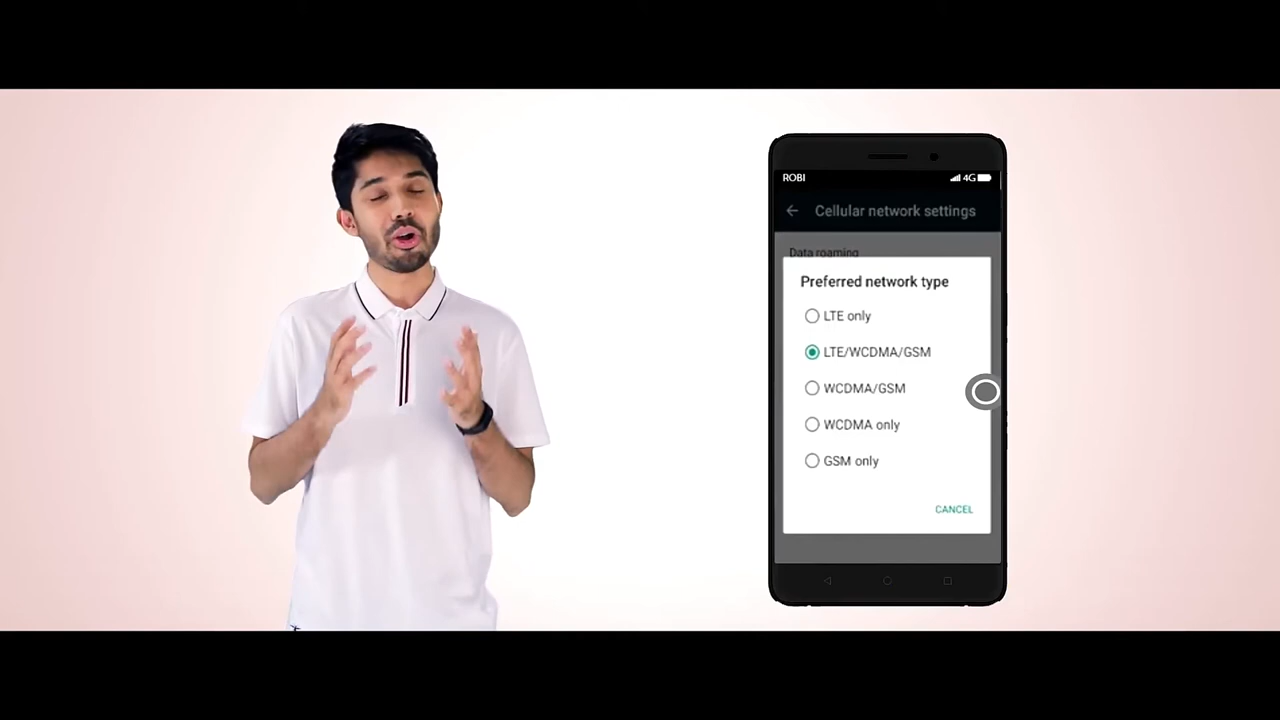 ROBI
4G
Cellular network settings
Data roaming
Preferred network type
LTE only
LTE/WCDMA/GSM
WCDMA/GSM
WCDMA only
GSM only
CANCEL